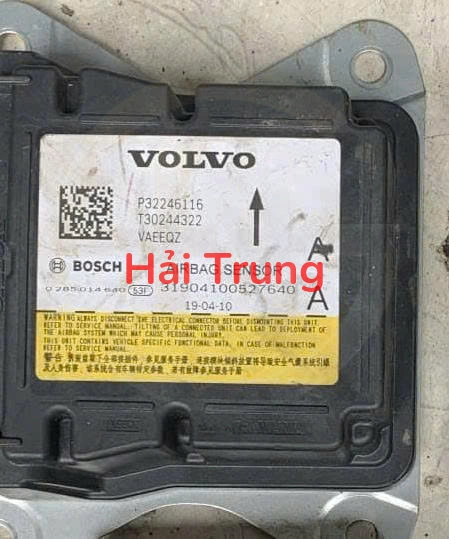 VOLVO
P32246116
T30244322
VAEEQZ
A
BOSCH AIRBAG SENSOR
Hải Trung
0 285 014 640 53F 31904100527640
A
19-04-10
WARNING ALWAYS DISCONNECT THE ELECTRICAL CONNECTOR BEFORE DISMOUNTING THIS UNIT.
REFER TO SERVICE MANUAL. TILTING OF A CONNECTED UNIT CAN LEAD TO DEPLOYMENT OF
THE AIRBAG SYSTEM WHICH MAY CAUSE PERSONAL INJURY.
THIS UNIT CONTAINS VEHICLE SPECIFIC FUNCTIONAL DATA, IN CASE OF MALFUNCTION
REFER TO SERVICE MANUAL.